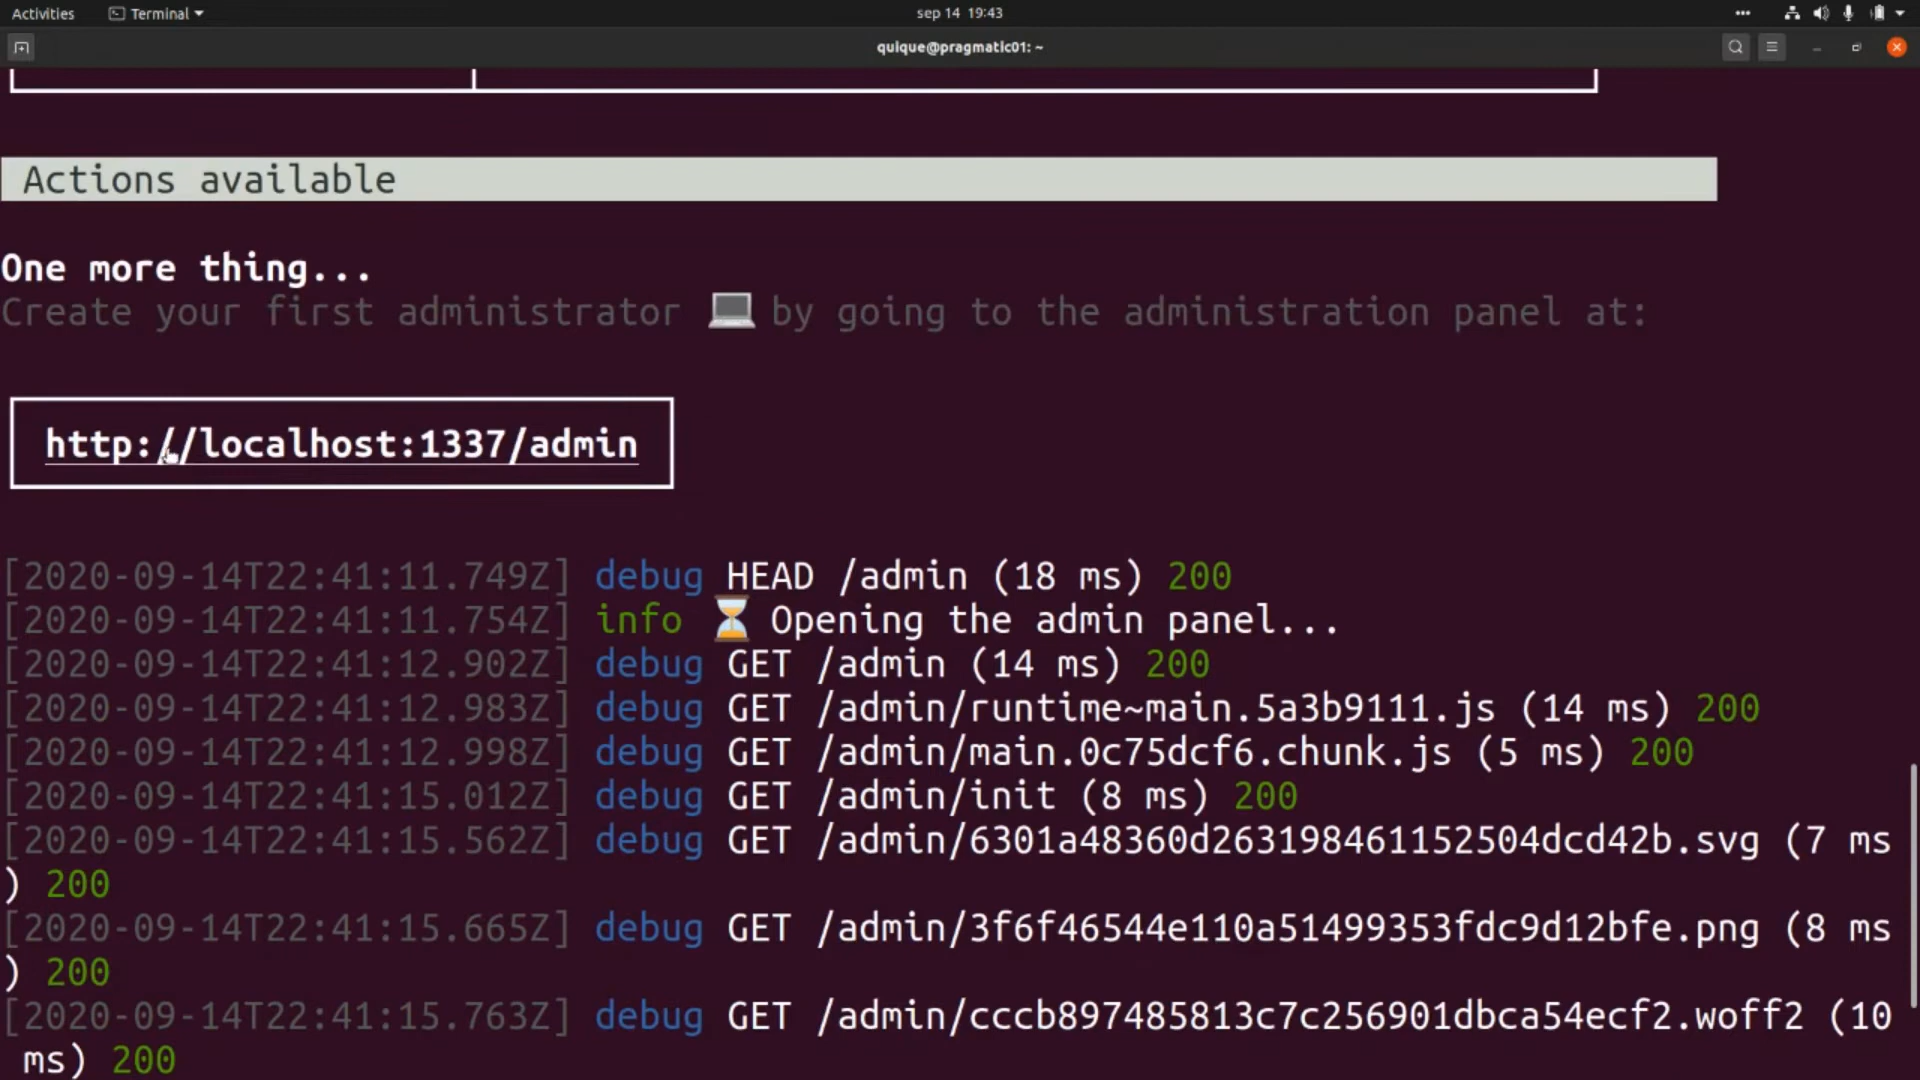 Activities Terminal sep 14 19:43
quique@pragmatic01: ~
Actions available
One more thing...
Create your first administrator 💻 by going to the administration panel at:
http://localhost:1337/admin
[2020-09-14T22:41:11.749Z] debug HEAD /admin (18 ms) 200
[2020-09-14T22:41:11.754Z] info ⏳ Opening the admin panel...
[2020-09-14T22:41:12.902Z] debug GET /admin (14 ms) 200
[2020-09-14T22:41:12.983Z] debug GET /admin/runtime~main.5a3b9111.js (14 ms) 200
[2020-09-14T22:41:12.998Z] debug GET /admin/main.0c75dcf6.chunk.js (5 ms) 200
[2020-09-14T22:41:15.012Z] debug GET /admin/init (8 ms) 200
[2020-09-14T22:41:15.562Z] debug GET /admin/6301a48360d263198461152504dcd42b.svg (7 ms
) 200
[2020-09-14T22:41:15.665Z] debug GET /admin/3f6f46544e110a51499353fdc9d12bfe.png (8 ms
) 200
[2020-09-14T22:41:15.763Z] debug GET /admin/cccb897485813c7c256901dbca54ecf2.woff2 (10
ms) 200